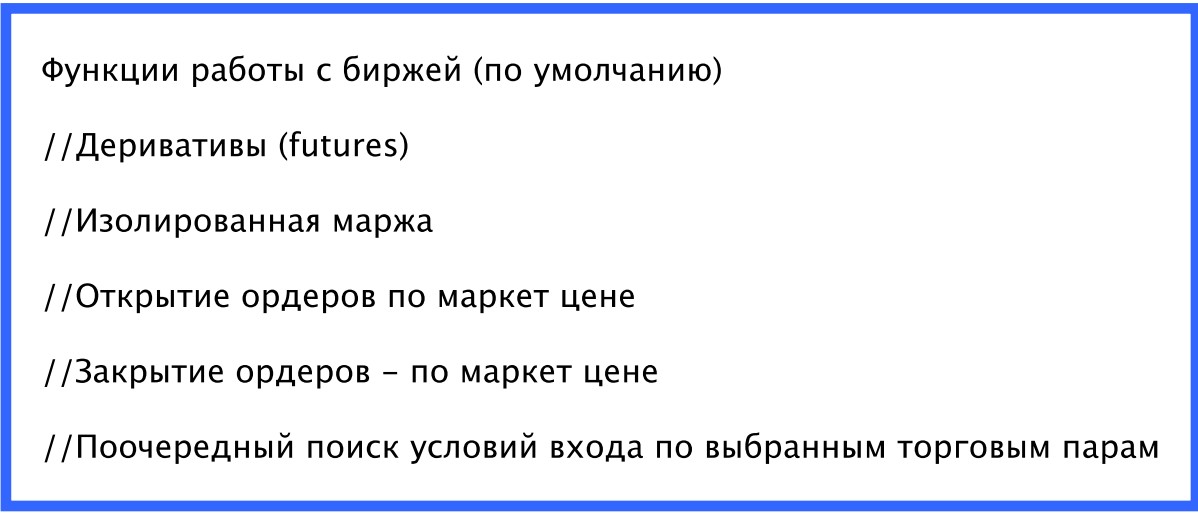 Функции работы с биржей (по умолчанию)
//Деривативы (futures)
//Изолированная маржа
//Открытие ордеров по маркет цене
//Закрытие ордеров – по маркет цене
//Поочередный поиск условий входа по выбранным торговым парам